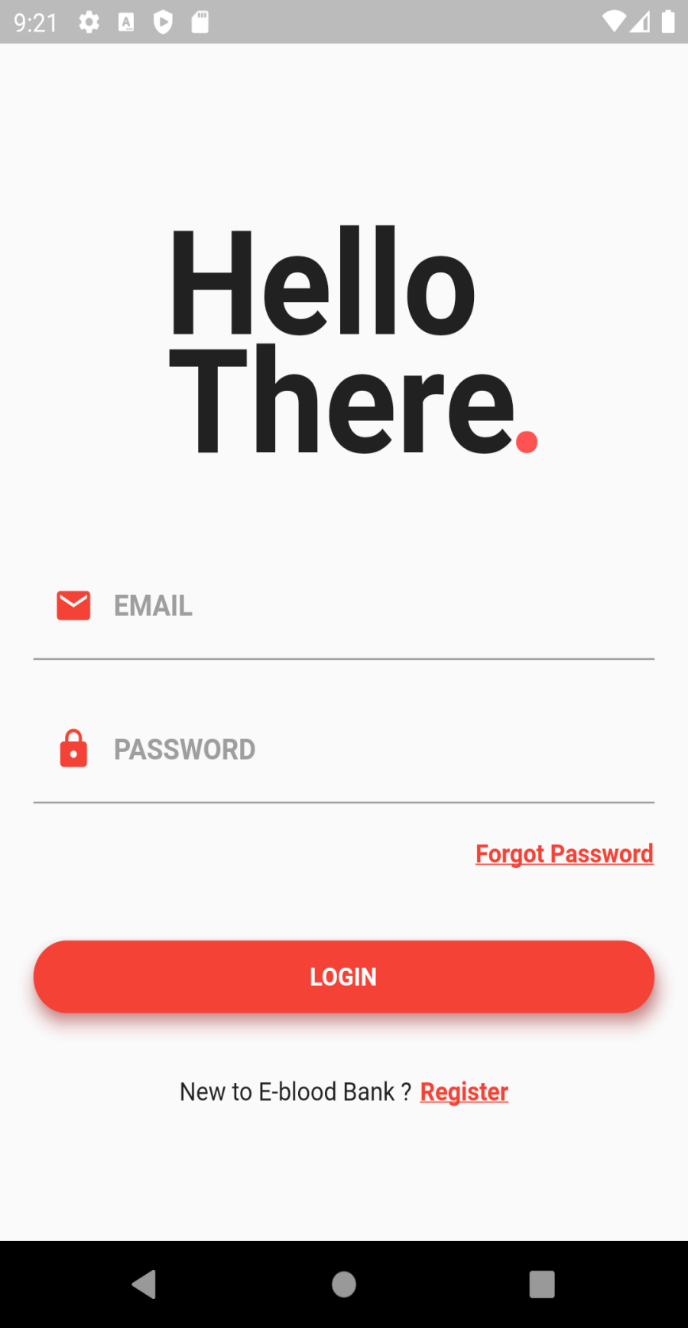 9:21
Hello
There.
EMAIL
PASSWORD
Forgot Password
LOGIN
New to E-blood Bank ? Register